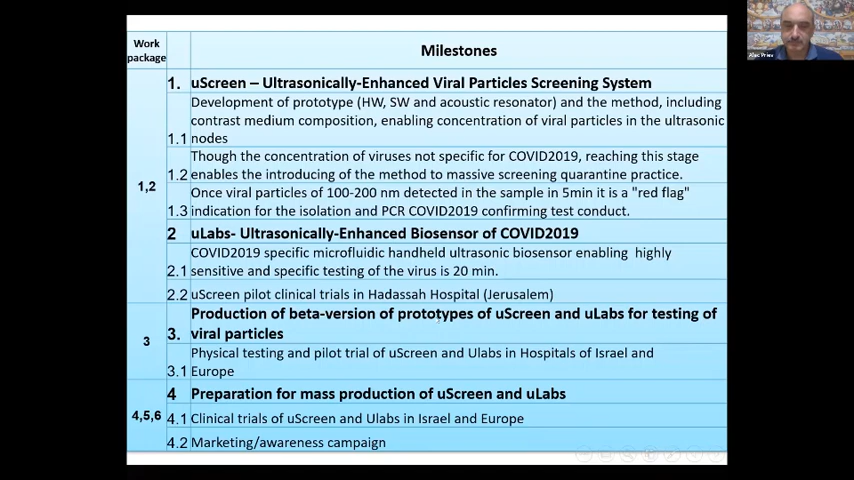 Work
package
Milestones
1,2
1. uScreen – Ultrasonically-Enhanced Viral Particles Screening System
Development of prototype (HW, SW and acoustic resonator) and the method, including
contrast medium composition, enabling concentration of viral particles in the ultrasonic
1.1 nodes
Though the concentration of viruses not specific for COVID2019, reaching this stage
1.2 enables the introducing of the method to massive screening quarantine practice.
Once viral particles of 100-200 nm detected in the sample in 5min it is a "red flag"
1.3 indication for the isolation and PCR COVID2019 confirming test conduct.
2 uLabs- Ultrasonically-Enhanced Biosensor of COVID2019
COVID2019 specific microfluidic handheld ultrasonic biosensor enabling highly
2.1 sensitive and specific testing of the virus is 20 min.
2.2 uScreen pilot clinical trials in Hadassah Hospital (Jerusalem)
3
Production of beta-version of prototypes of uScreen and uLabs for testing of
3. viral particles
Physical testing and pilot trial of uScreen and Ulabs in Hospitals of Israel and
3.1 Europe
4,5,6
4 Preparation for mass production of uScreen and uLabs
4.1 Clinical trials of uScreen and Ulabs in Israel and Europe
4.2 Marketing/awareness campaign
Alec Priev